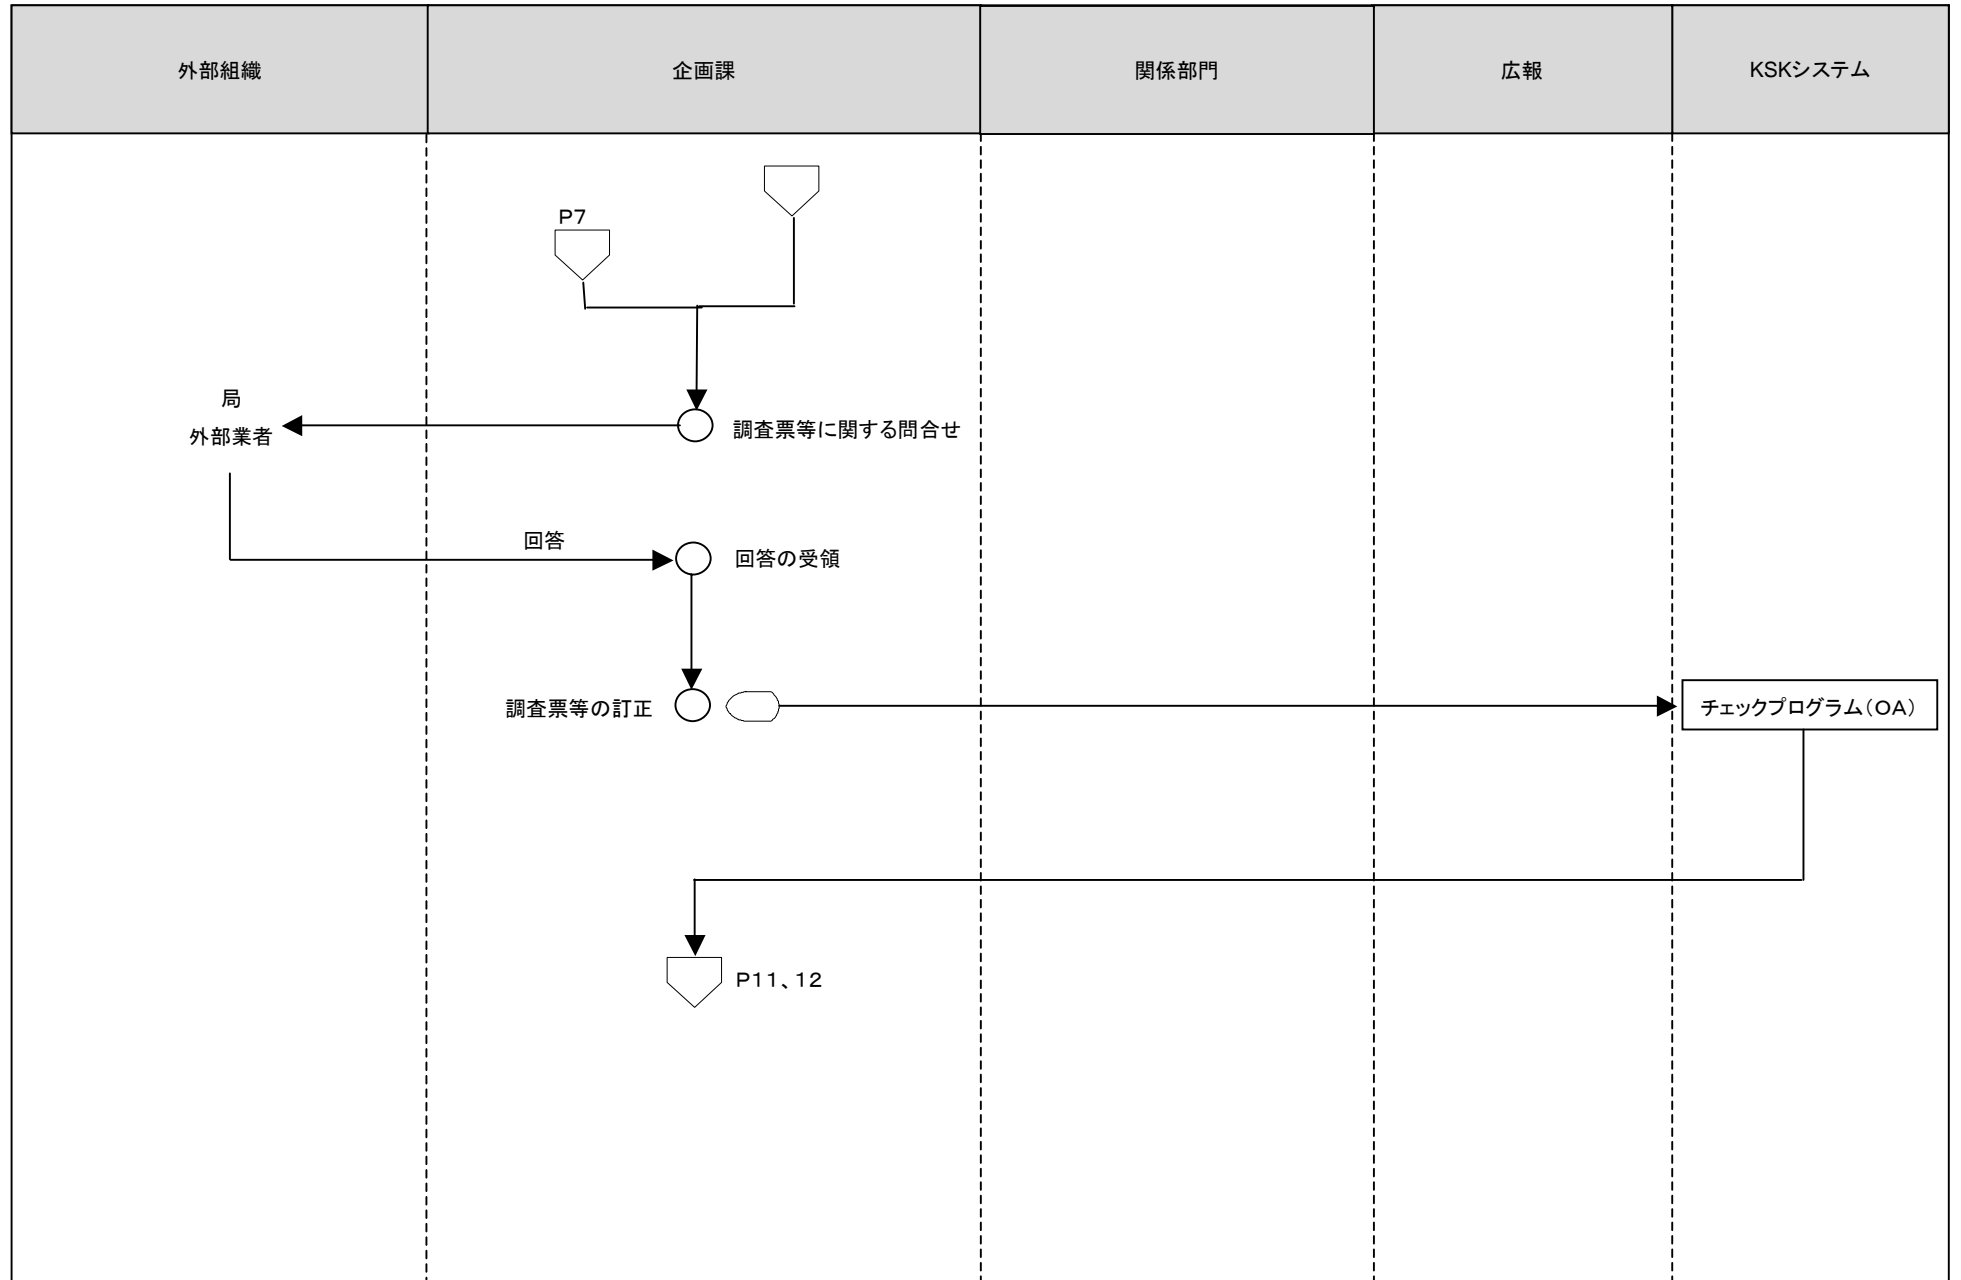 外部組織
企画課
関係部門
広報
KSKシステム
P7
局
外部業者
調査票等に関する問合せ
回答
回答の受領
調査票等の訂正
チェックプログラム（OA）
P11、12